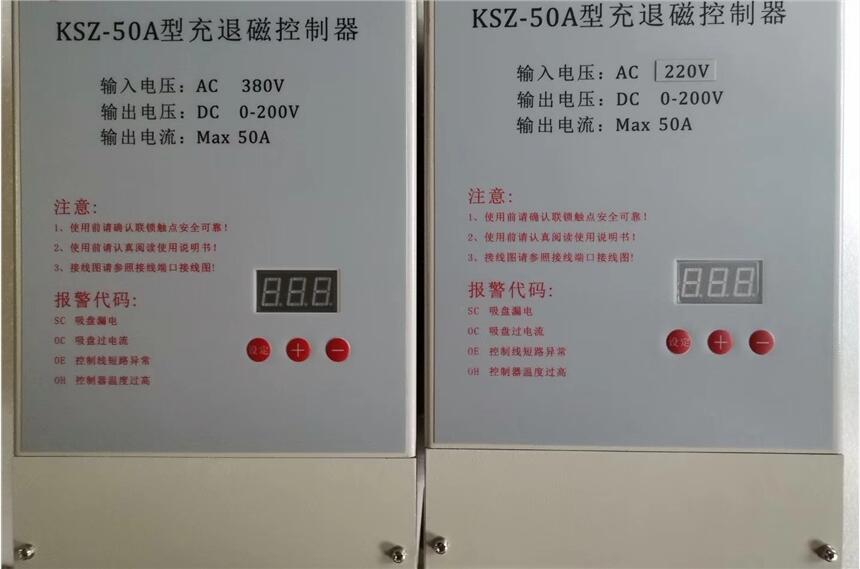 KSZ-50A型充退磁控制器
输入电压：AC 380V
输出电压：DC 0-200V
输出电流：Max 50A
注意:
1、使用前请确认联锁触点安全可靠！
2、使用前请认真阅读使用说明书！
3、接线图请参照接线端口接线图!
报警代码:
SC 吸盘漏电
OC 吸盘过电流
OE 控制线短路异常
OH 控制器温度过高
设定 + −
KSZ-50A型充退磁控制器
输入电压：AC 220V
输出电压：DC 0-200V
输出电流：Max 50A
注意:
1、使用前请确认联锁触点安全可靠！
2、使用前请认真阅读使用说明书！
3、接线图请参照接线端口接线图!
报警代码:
SC 吸盘漏电
OC 吸盘过电流
OE 控制线短路异常
OH 控制器温度过高
设定 + −